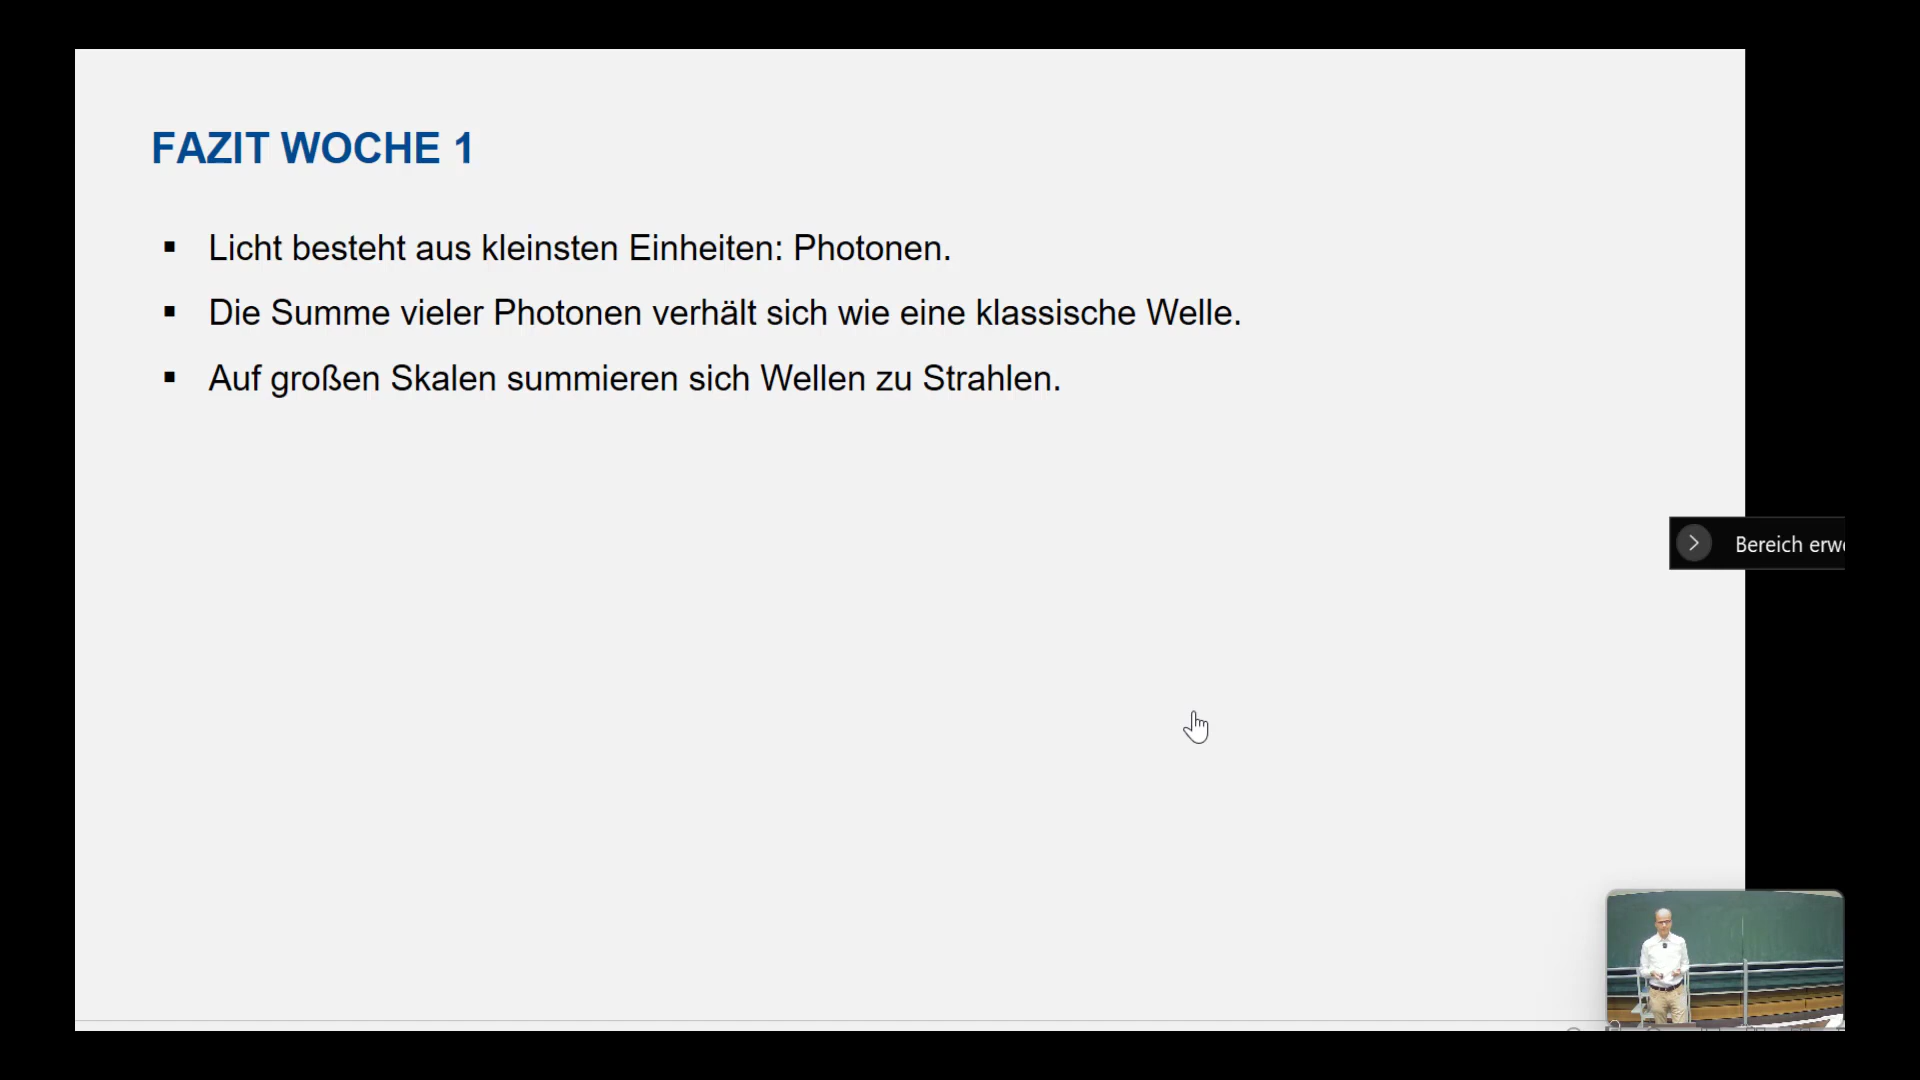 FAZIT WOCHE 1
▪ Licht besteht aus kleinsten Einheiten: Photonen.
▪ Die Summe vieler Photonen verhält sich wie eine klassische Welle.
▪ Auf großen Skalen summieren sich Wellen zu Strahlen.
Bereich erwe